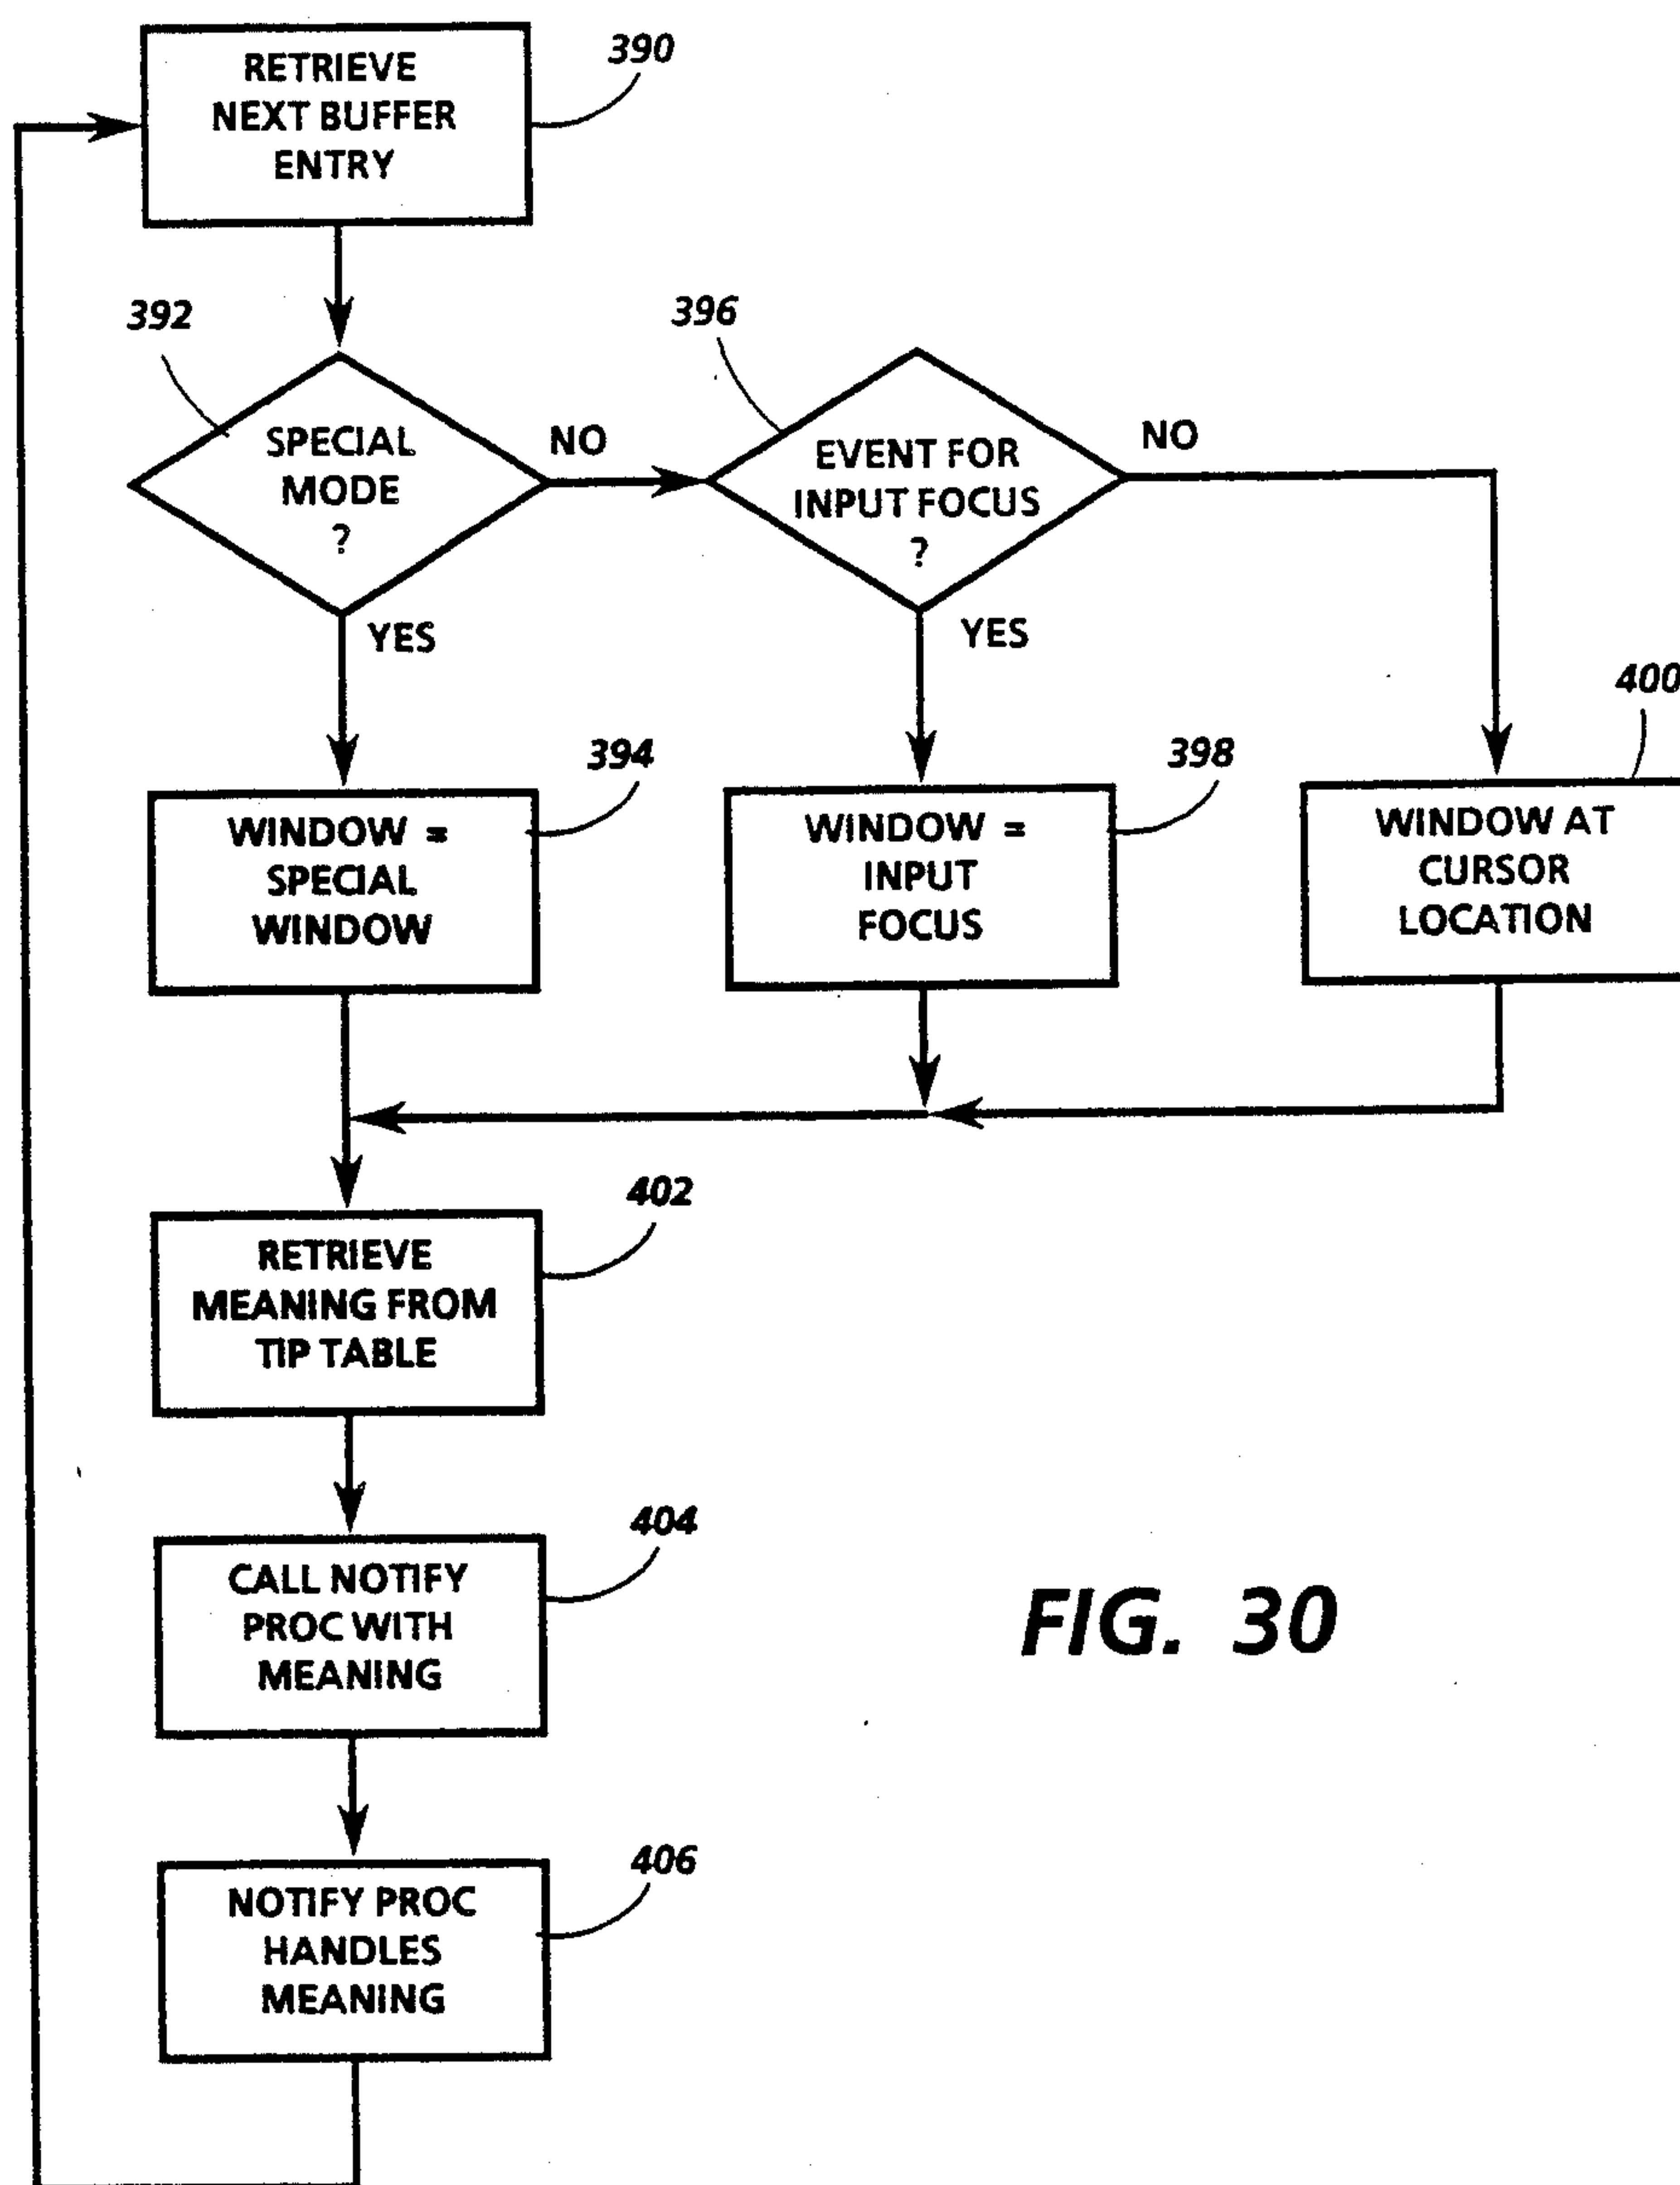 390
RETRIEVE
NEXT BUFFER
ENTRY
392
SPECIAL
MODE
?
NO
YES
396
EVENT FOR
INPUT FOCUS
?
NO
YES
394
WINDOW =
SPECIAL
WINDOW
398
WINDOW =
INPUT
FOCUS
400
WINDOW AT
CURSOR
LOCATION
402
RETRIEVE
MEANING FROM
TIP TABLE
404
CALL NOTIFY
PROC WITH
MEANING
FIG. 30
406
NOTIFY PROC
HANDLES
MEANING